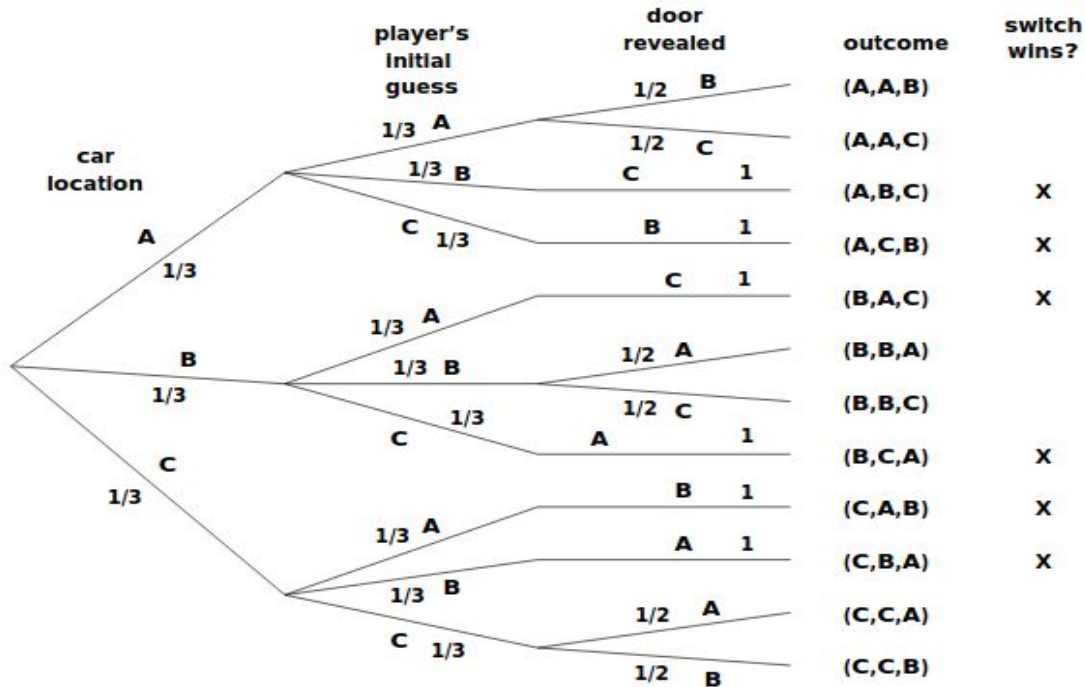 door
revealed
switch
wins?
player's
initial
guess
outcome
car
location
1/2 B (A,A,B)
1/3 A
1/2 C (A,A,C)
1/3 B C 1 (A,B,C) X
A C 1/3 B 1 (A,C,B) X
1/3
C 1 (B,A,C) X
1/3 A
B 1/3 B 1/2 A (B,B,A)
1/3 1/2 C (B,B,C)
C 1/3 A 1 (B,C,A) X
C
1/3 B 1 (C,A,B) X
1/3 A
A 1 (C,B,A) X
1/3 B
C 1/3 1/2 A (C,C,A)
1/2 B (C,C,B)